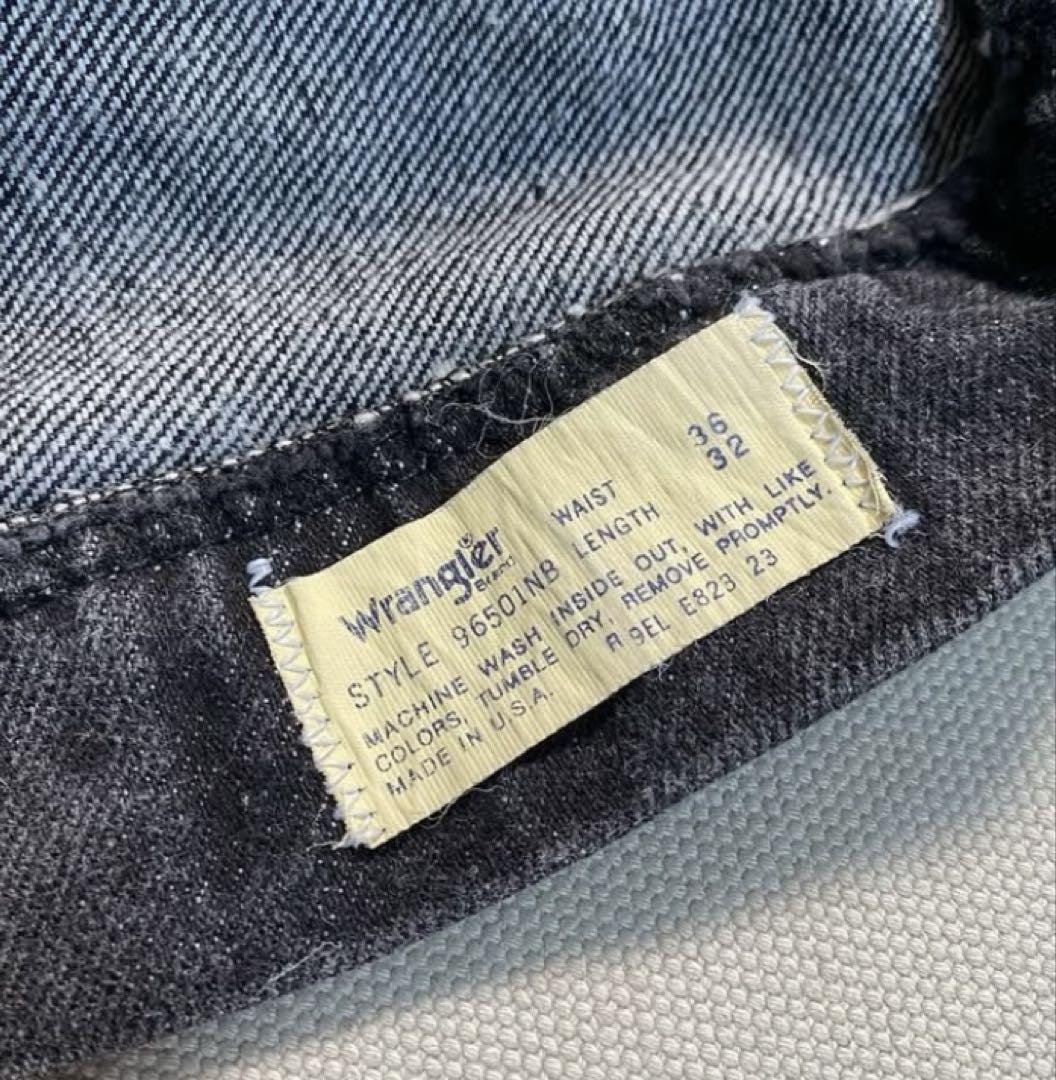 Wrangler®
BRAND
STYLE 96501NB
WAIST 36
LENGTH 32
MACHINE WASH INSIDE OUT, WITH LIKE
COLORS, TUMBLE DRY, REMOVE PROMPTLY.
MADE IN U.S.A.
R 9EL E823 23